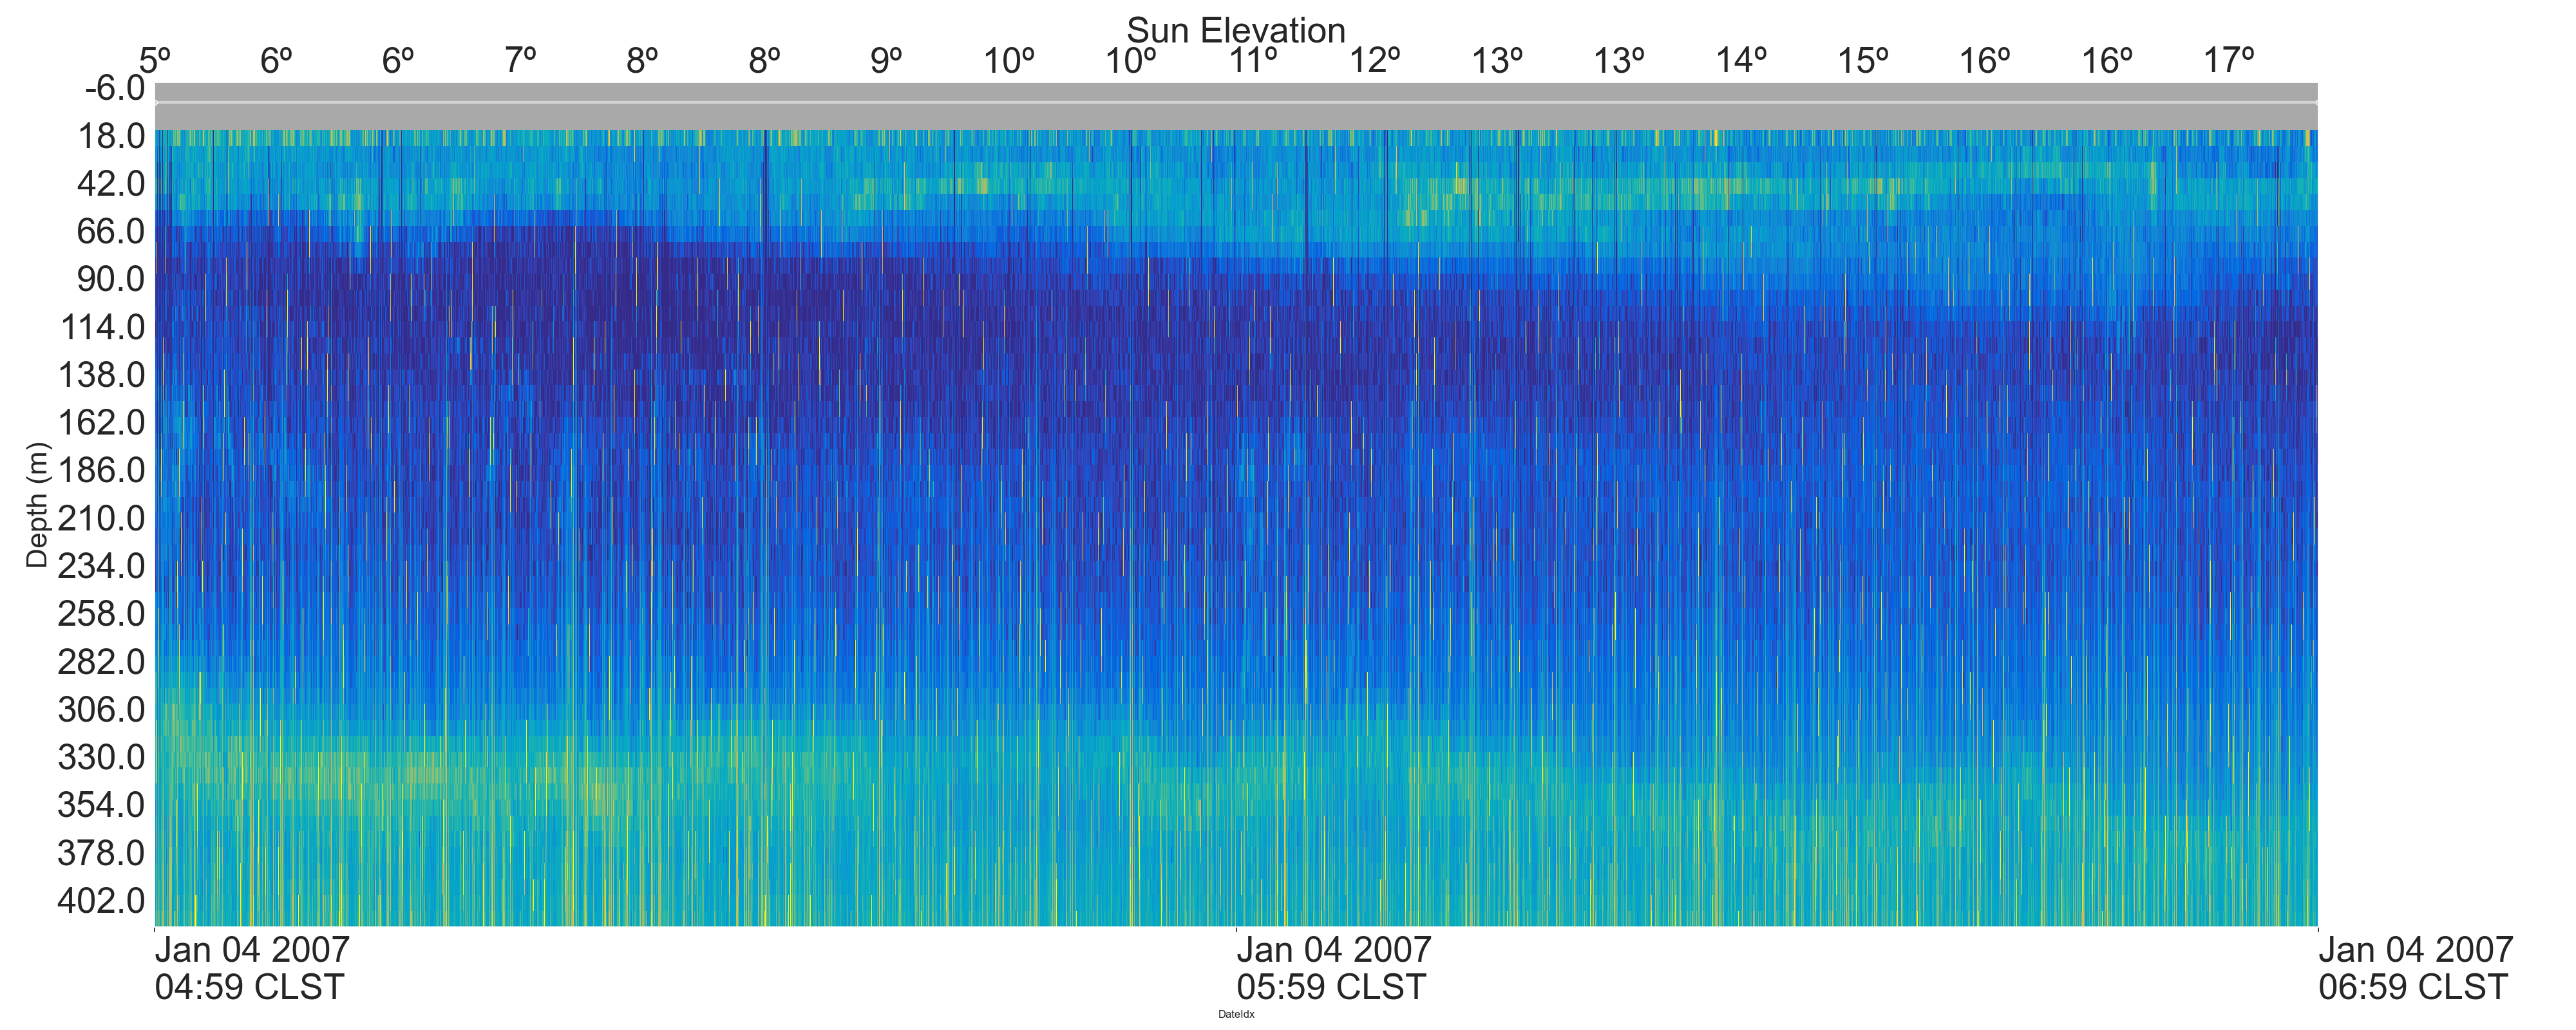 Sun Elevation
5º 6º 6º 7º 8º 8º 9º 10º 10º 11º 12º 13º 13º 14º 15º 16º 16º 17º
-6.0
18.0
42.0
66.0
90.0
114.0
138.0
162.0
186.0
210.0
234.0
258.0
282.0
306.0
330.0
354.0
378.0
402.0
Depth (m)
Jan 04 2007
04:59 CLST
Jan 04 2007
05:59 CLST
Jan 04 2007
06:59 CLST
DateIdx